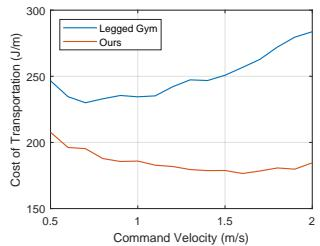 300
250
200
150
Cost of Transportation (J/m)
Legged Gym
Ours
0.5 1 1.5 2
Command Velocity (m/s)